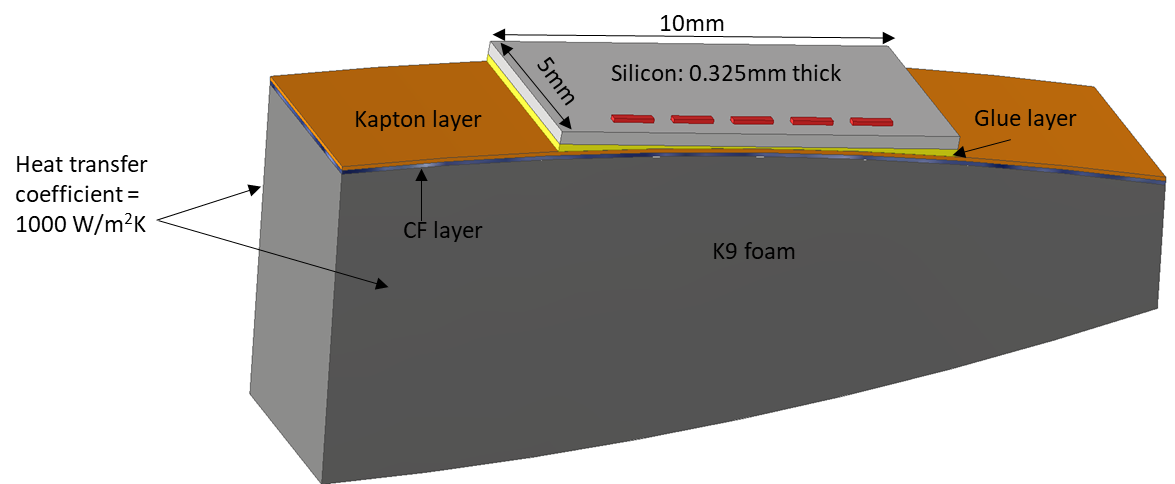 10mm
5mm
Silicon: 0.325mm thick
Kapton layer
Glue layer
Heat transfer
coefficient =
1000 W/m²K
CF layer
K9 foam